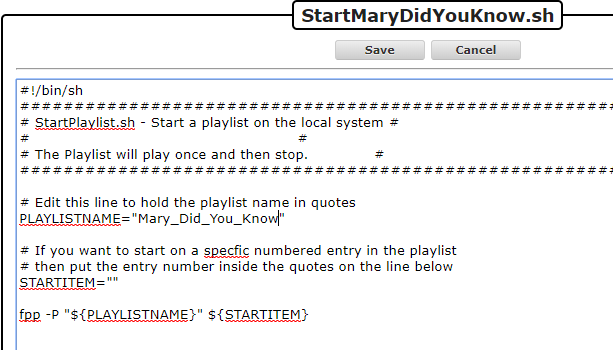 StartMaryDidYouKnow.sh
Save Cancel
#!/bin/sh
###########################################################
# StartPlaylist.sh - Start a playlist on the local system #
# #
# The Playlist will play once and then stop. #
###########################################################
# Edit this line to hold the playlist name in quotes
PLAYLISTNAME="Mary_Did_You_Know"
# If you want to start on a specfic numbered entry in the playlist
# then put the entry number inside the quotes on the line below
STARTITEM=""
fpp -P "${PLAYLISTNAME}" ${STARTITEM}